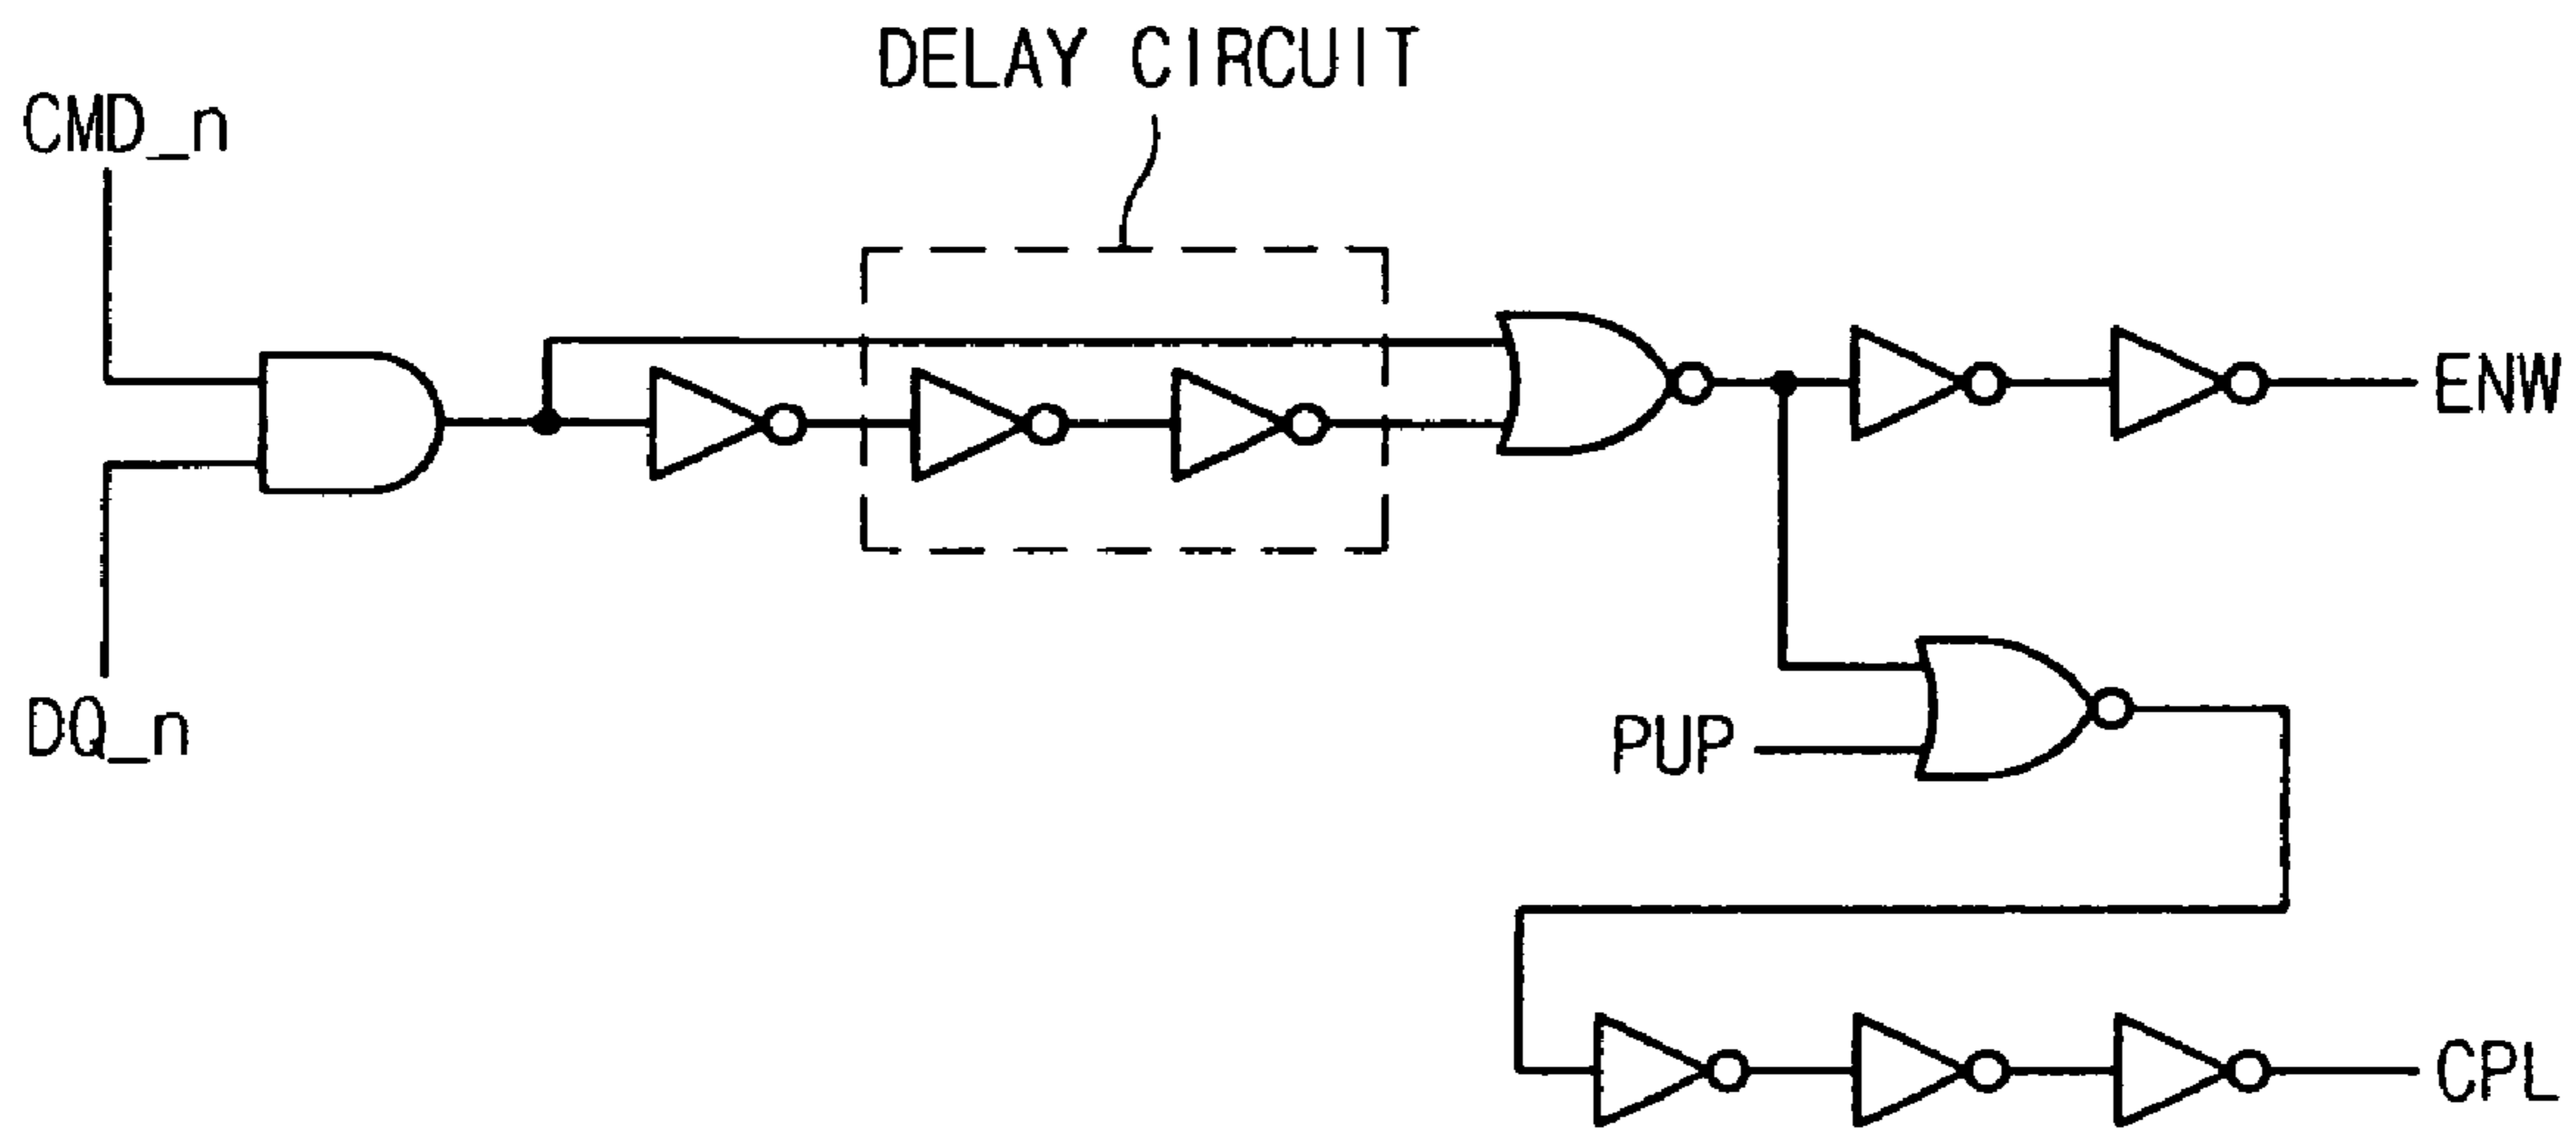 DELAY CIRCUIT
CMD_n
ENW
DQ_n
PUP
CPL